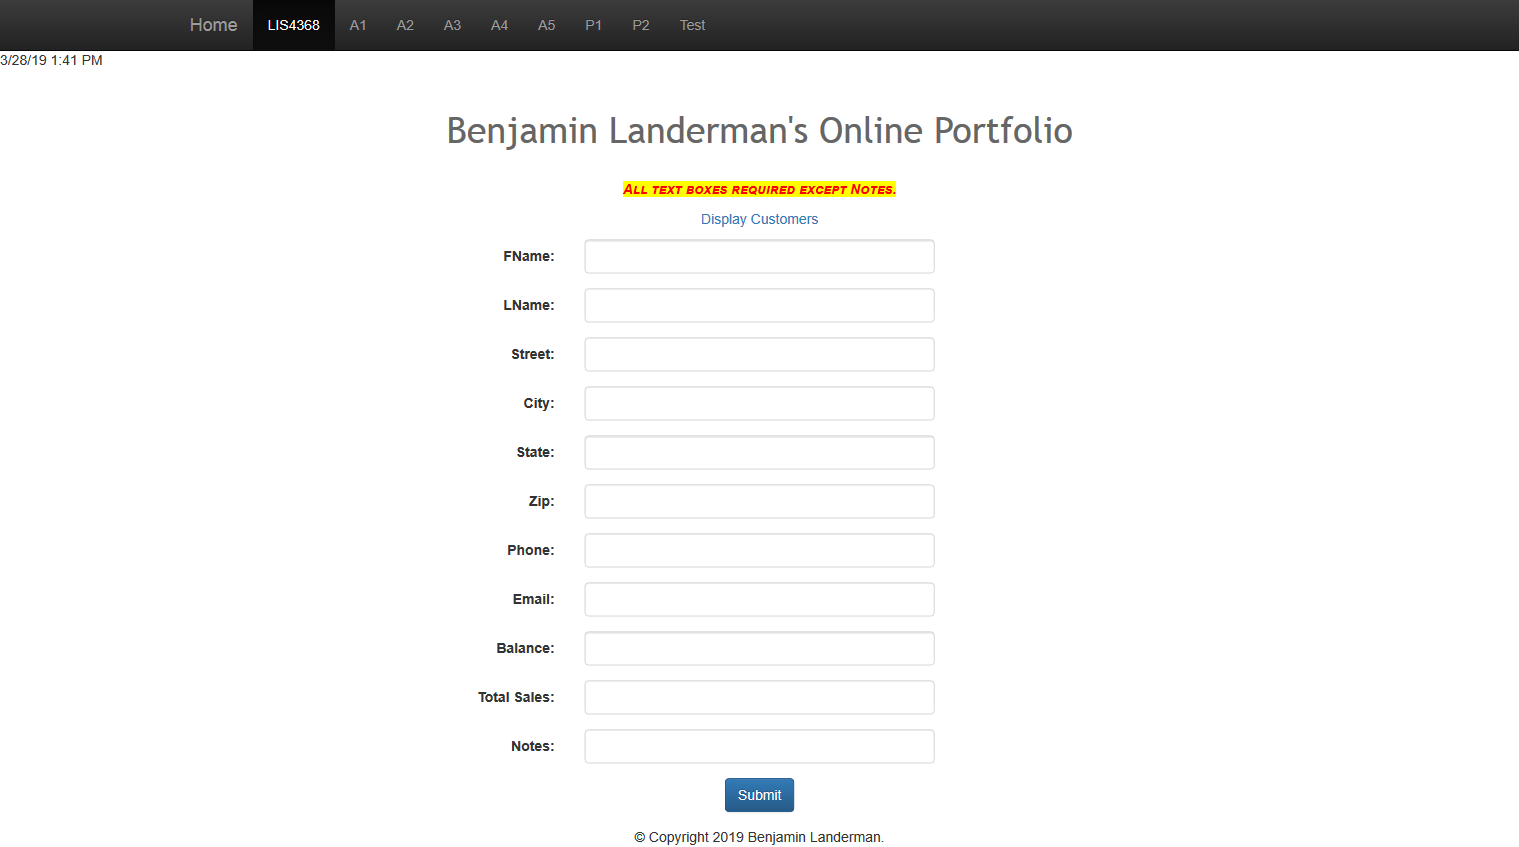 Home LIS4368 A1 A2 A3 A4 A5 P1 P2 Test
3/28/19 1:41 PM
Benjamin Landerman's Online Portfolio
All text boxes required except Notes.
Display Customers
FName:
LName:
Street:
City:
State:
Zip:
Phone:
Email:
Balance:
Total Sales:
Notes:
Submit
© Copyright 2019 Benjamin Landerman.